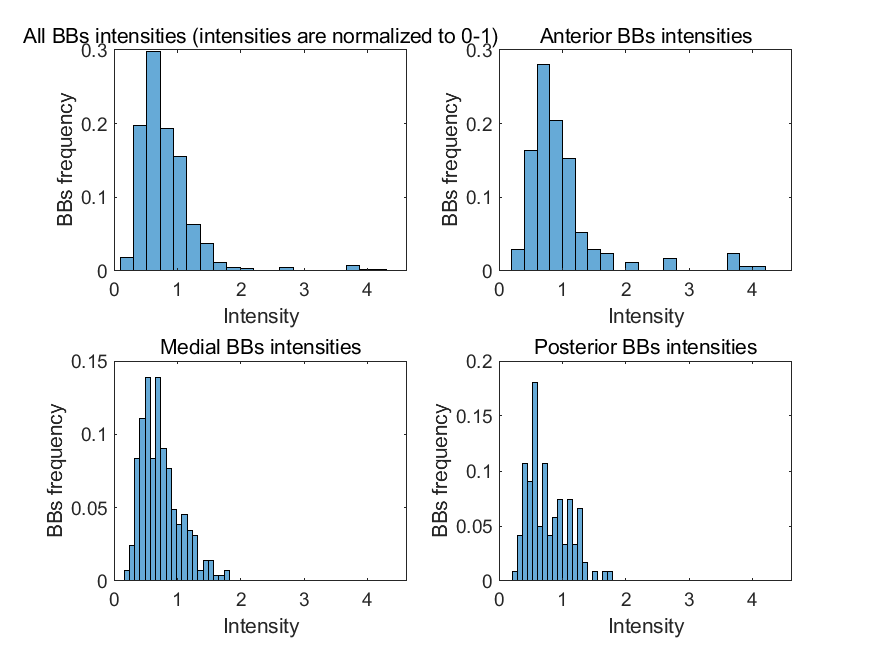 All BBs intensities (intensities are normalized to 0-1)
0.3
0.2
0.1
0
BBs frequency
0 1 2 3 4
Intensity
Anterior BBs intensities
0.3
0.2
0.1
0
BBs frequency
0 1 2 3 4
Intensity
Medial BBs intensities
0.15
0.1
0.05
0
BBs frequency
0 1 2 3 4
Intensity
Posterior BBs intensities
0.2
0.15
0.1
0.05
0
BBs frequency
0 1 2 3 4
Intensity